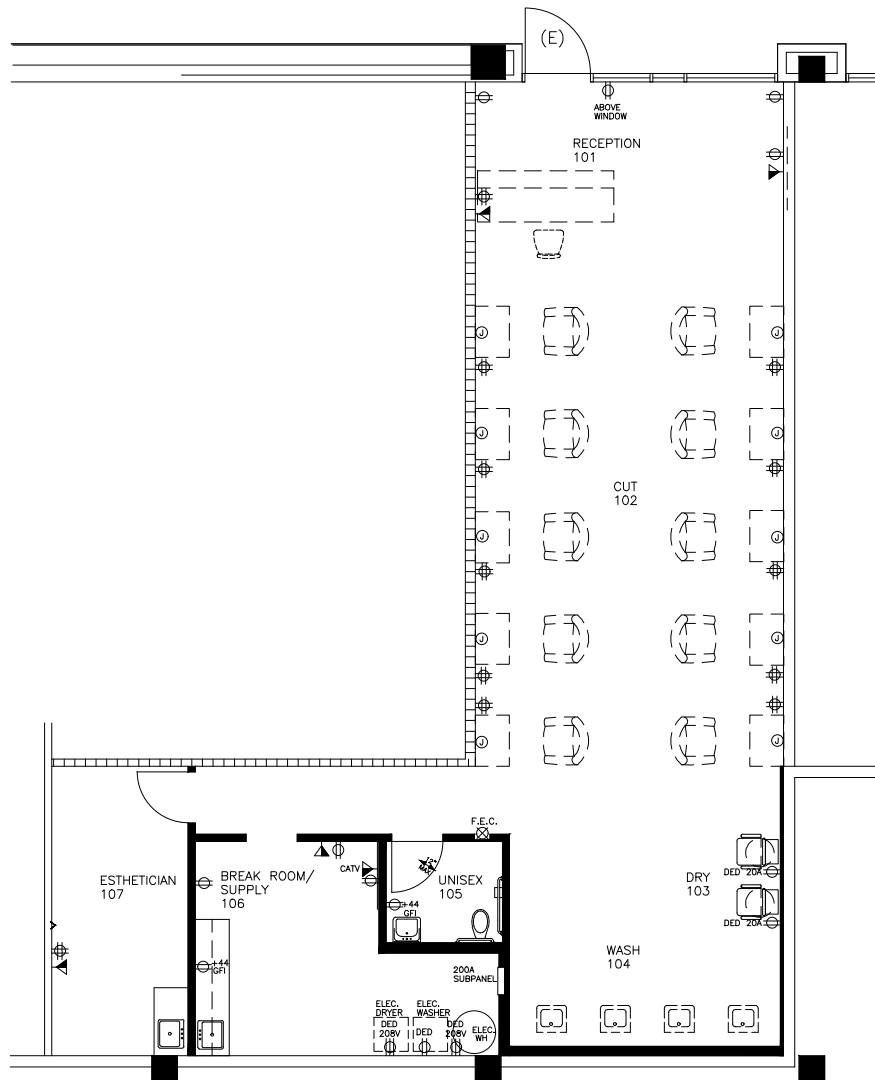 (E)
ABOVE
WINDOW
RECEPTION
101
J
J
J
J
CUT
102
J
J
J
J
J
J
F.E.C.
12"
MAX
CATV
ESTHETICIAN
107
BREAK ROOM/
SUPPLY
106
UNISEX
105
DRY
103
DED 20A
+44
GFI
DED 20A
WASH
104
+44
GFI
200A
SUBPANEL
ELEC.
DRYER
ELEC.
WASHER
DED
208V
DED
DED
208V
ELEC.
WH